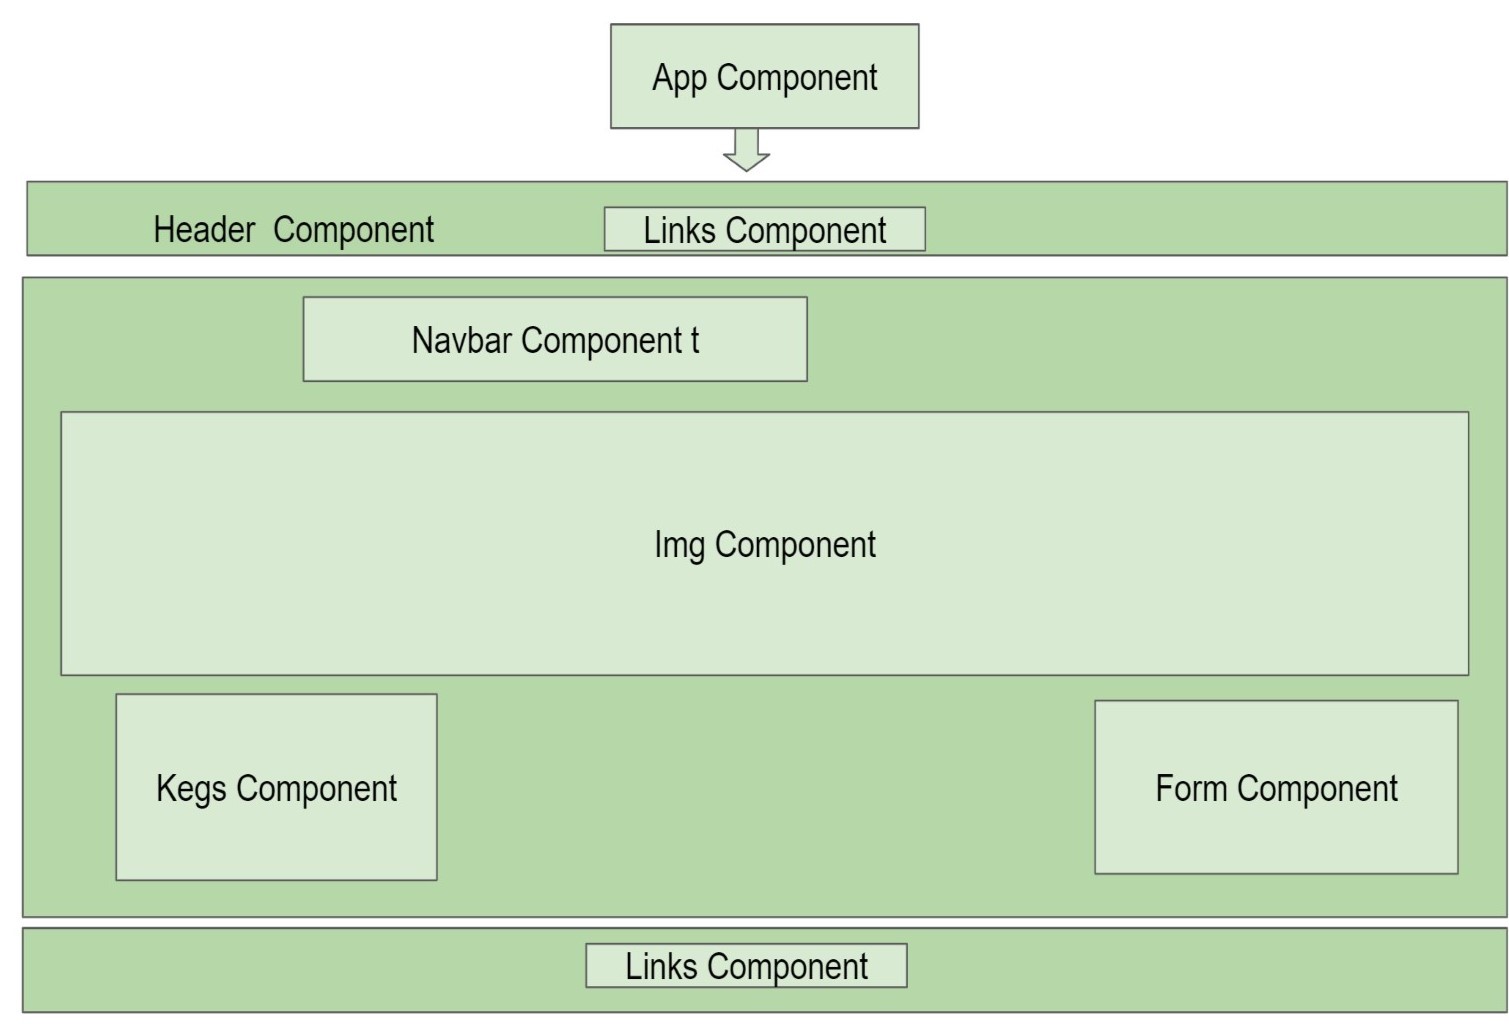 App Component
Header  Component
Links Component
Navbar Component t
Img Component
Kegs Component
Form Component
Links Component